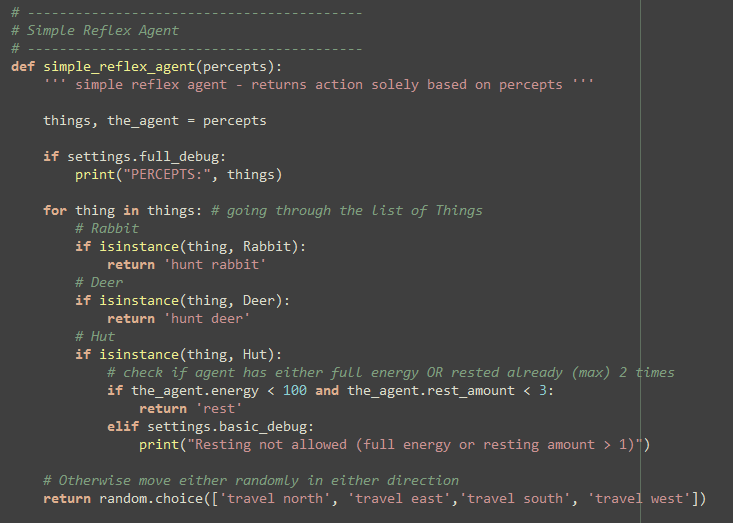 # ------------------------------------------
# Simple Reflex Agent
# ------------------------------------------
def simple_reflex_agent(percepts):
    ''' simple reflex agent - returns action solely based on percepts '''

    things, the_agent = percepts

    if settings.full_debug:
        print("PERCEPTS:", things)

    for thing in things: # going through the list of Things
        # Rabbit
        if isinstance(thing, Rabbit):
            return 'hunt rabbit'
        # Deer
        if isinstance(thing, Deer):
            return 'hunt deer'
        # Hut
        if isinstance(thing, Hut):
            # check if agent has either full energy OR rested already (max) 2 times
            if the_agent.energy < 100 and the_agent.rest_amount < 3:
                return 'rest'
            elif settings.basic_debug:
                print("Resting not allowed (full energy or resting amount > 1)")

    # Otherwise move either randomly in either direction
    return random.choice(['travel north', 'travel east','travel south', 'travel west'])